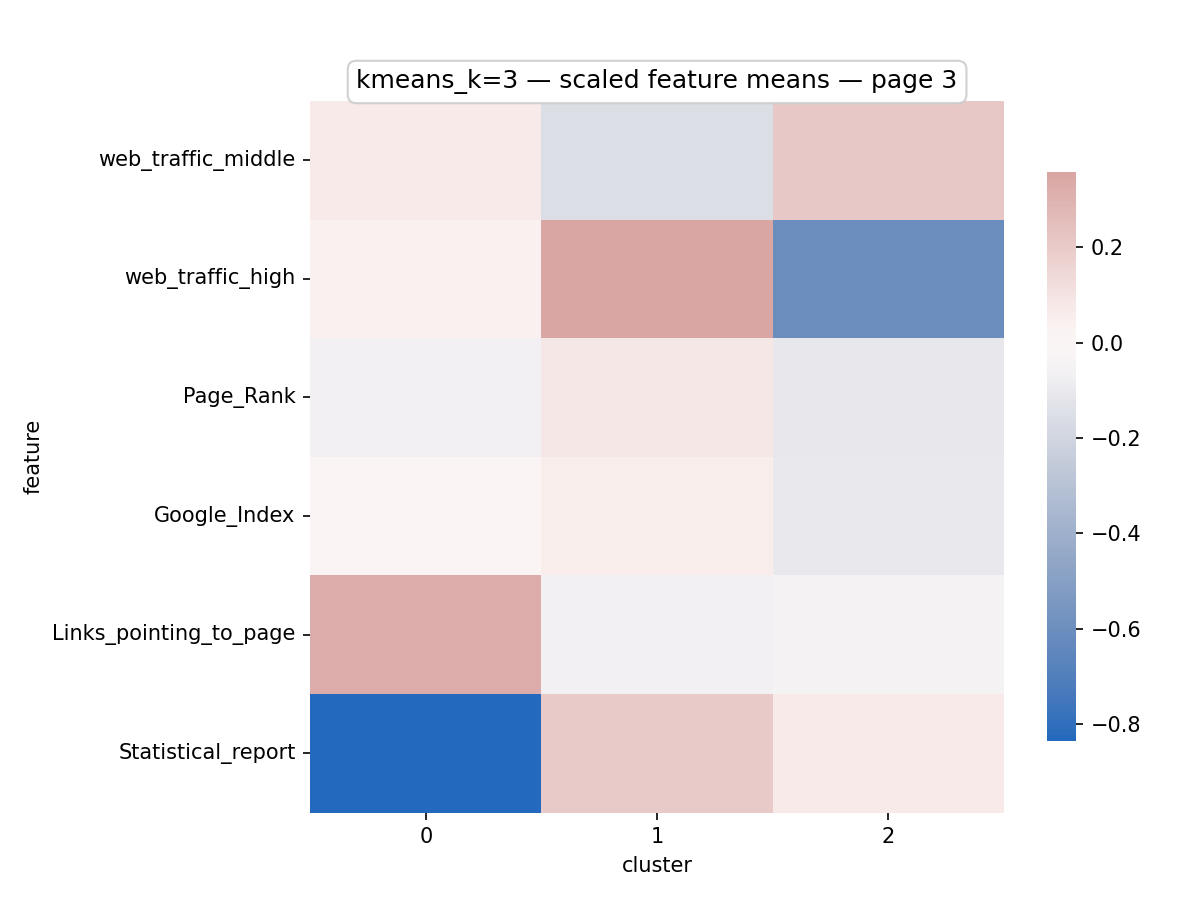 kmeans_k=3 — scaled feature means — page 3
web_traffic_middle
web_traffic_high
Page_Rank
Google_Index
Links_pointing_to_page
Statistical_report
feature
0
1
2
cluster
0.2
0.0
−0.2
−0.4
−0.6
−0.8